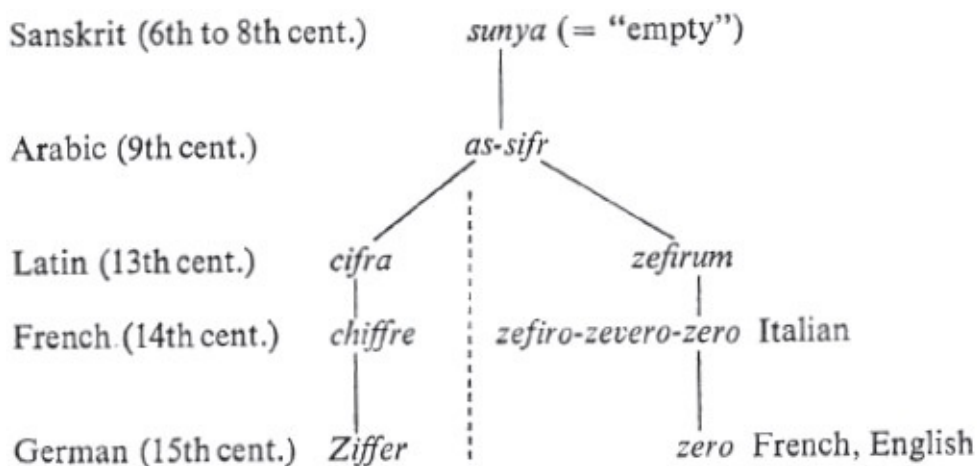 Sanskrit (6th to 8th cent.) sunya (= “empty”)
Arabic (9th cent.) as-sifr
Latin (13th cent.) cifra zefirum
French (14th cent.) chiffre zefiro-zevero-zero Italian
German (15th cent.) Ziffer zero French, English